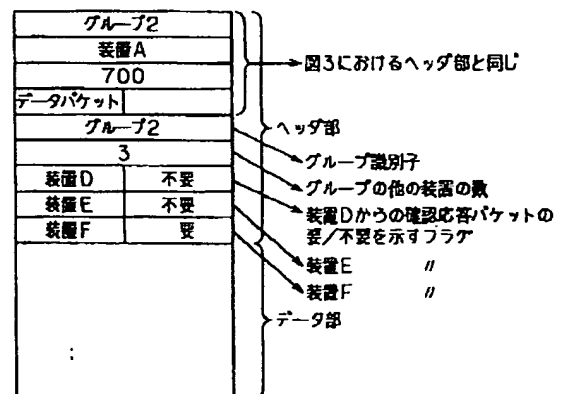 グループ2
装置A
700
データパケット
グループ2
3
装置D 不要
装置E 不要
装置F 要
:
図3におけるヘッダ部と同じ
ヘッダ部
グループ識別子
グループの他の装置の数
装置Dからの確認応答パケットの
要/不要を示すフラグ
装置E 〃
装置F 〃
データ部